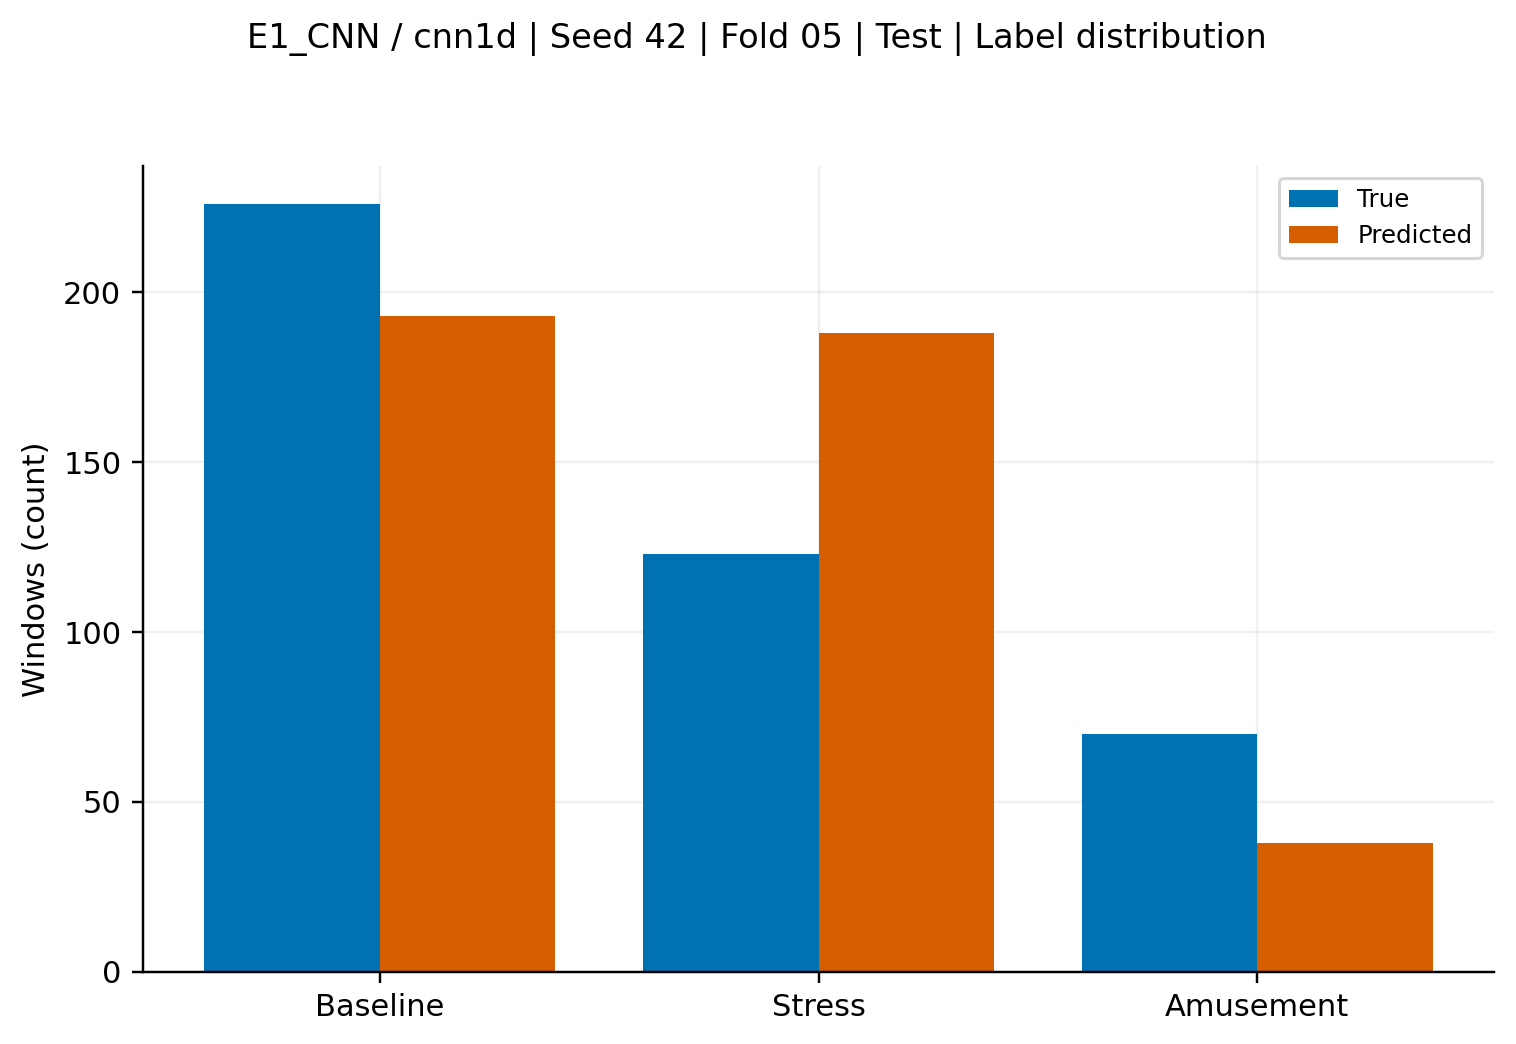 E1_CNN / cnn1d | Seed 42 | Fold 05 | Test | Label distribution
True
Predicted
Windows (count)
200
150
100
50
0
Baseline
Stress
Amusement